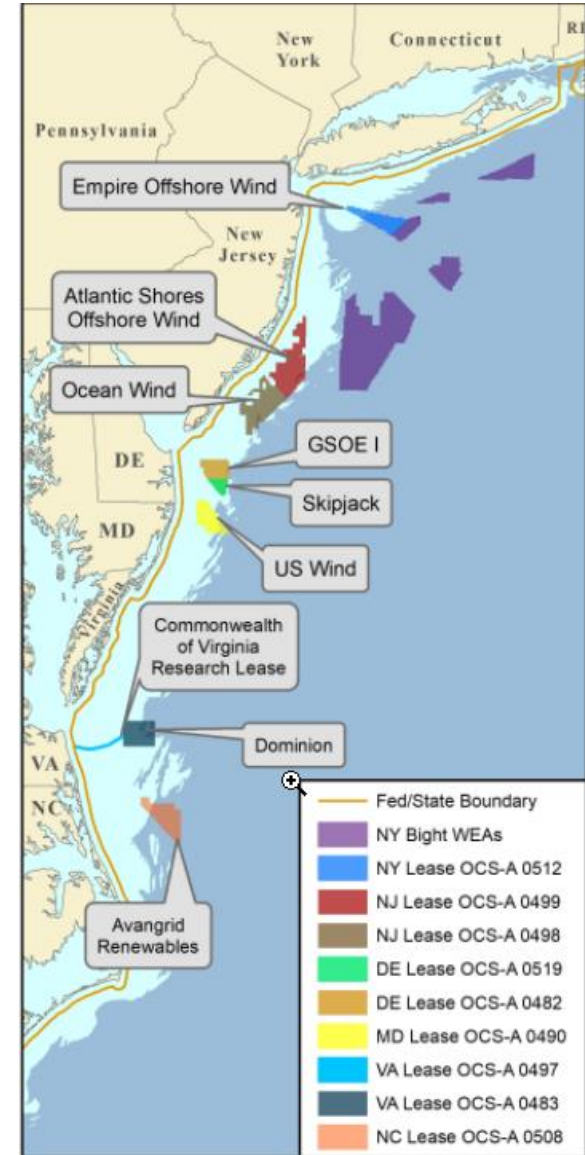 New
York
Connecticut
RI
Pennsylvania
Empire Offshore Wind
New
Jersey
Atlantic Shores
Offshore Wind
Ocean Wind
GSOE I
DE
Skipjack
MD
US Wind
Virginia
Commonwealth
of Virginia
Research Lease
Dominion
VA
NC
Avangrid
Renewables
Fed/State Boundary
NY Bight WEAs
NY Lease OCS-A 0512
NJ Lease OCS-A 0499
NJ Lease OCS-A 0498
DE Lease OCS-A 0519
DE Lease OCS-A 0482
MD Lease OCS-A 0490
VA Lease OCS-A 0497
VA Lease OCS-A 0483
NC Lease OCS-A 0508